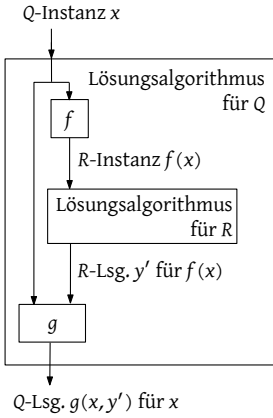 Q-Instanz x
Lösungsalgorithmus
für Q
f
R-Instanz f(x)
Lösungsalgorithmus
für R
R-Lsg. y′ für f(x)
g
Q-Lsg. g(x, y′) für x